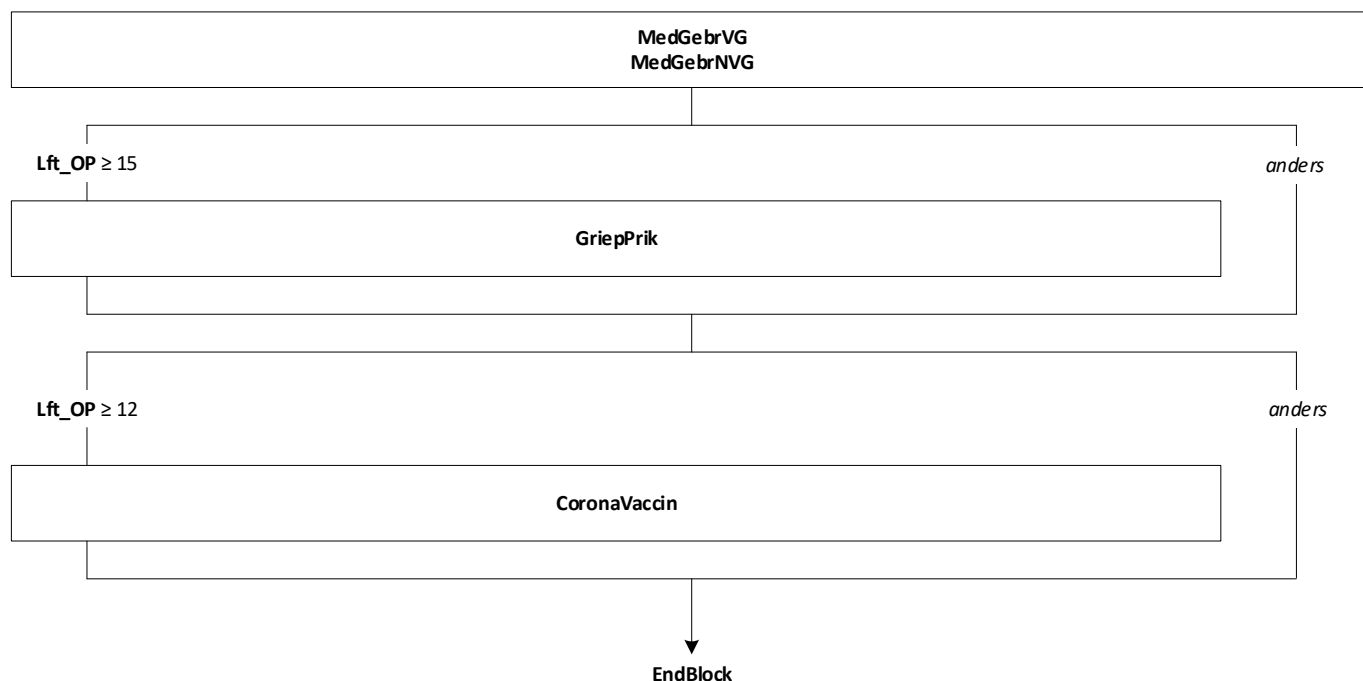 MedGebrVG
MedGebrNVG
Lft_OP ≥ 15
anders
GriepPrik
Lft_OP ≥ 12
anders
CoronaVaccin
EndBlock